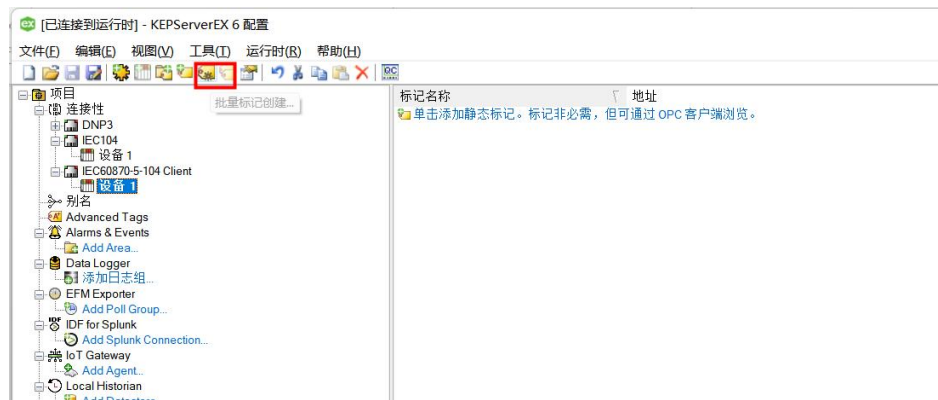 [已连接到运行时] - KEPServerEX 6 配置
文件(F) 编辑(E) 视图(V) 工具(T) 运行时(R) 帮助(H)
项目
标记名称 地址
批量标记创建...
连接性
单击添加静态标记。标记非必需，但可通过 OPC 客户端浏览。
DNP3
IEC104
设备 1
IEC60870-5-104 Client
设备 1
别名
Advanced Tags
Alarms & Events
Add Area...
Data Logger
添加日志组...
EFM Exporter
Add Poll Group...
IDF for Splunk
Add Splunk Connection...
IoT Gateway
Add Agent...
Local Historian
Add Datastore...